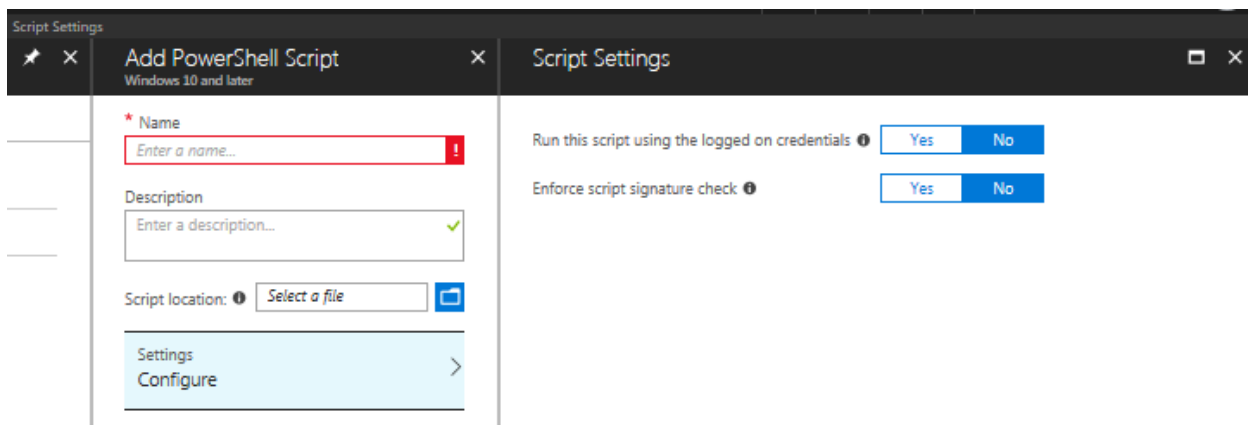 Script Settings
Add PowerShell Script
Windows 10 and later
* Name
Enter a name...
!
Description
Enter a description...
Script location:
Select a file
Settings
Configure
Script Settings
Run this script using the logged on credentials Yes No
Enforce script signature check Yes No